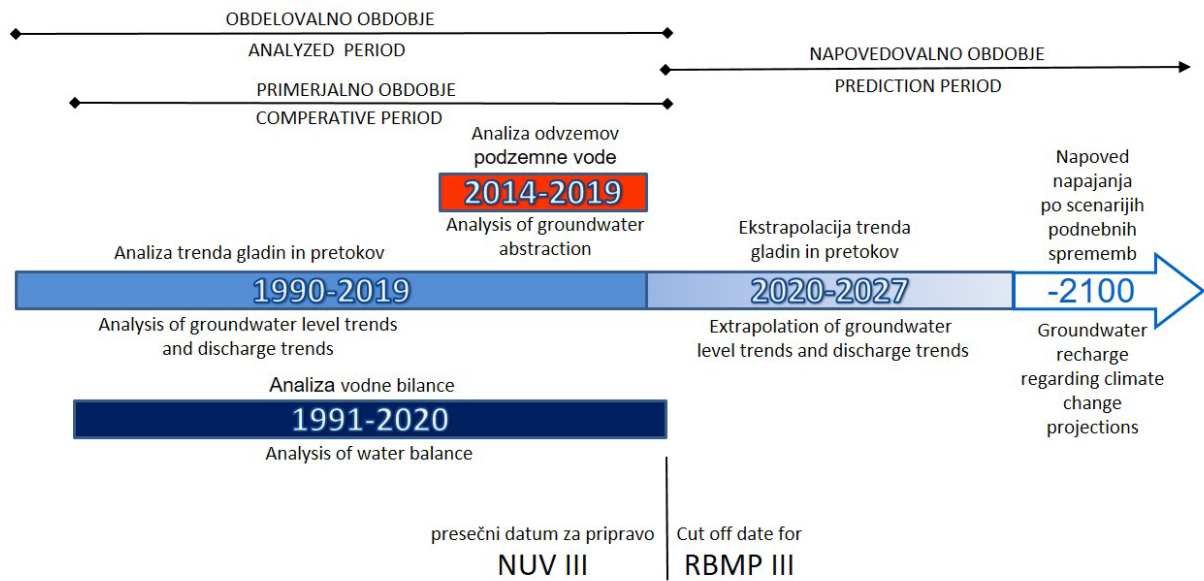 OBDELOVALNO OBDOBJE
ANALYZED PERIOD
NAPOVEDOVALNO OBDOBJE
PREDICTION PERIOD
PRIMERJALNO OBDOBJE
COMPERATIVE PERIOD
Analiza odvzemov
podzemne vode
2014-2019
Analysis of groundwater
abstraction
Analiza trenda gladin in pretokov
1990-2019
Analysis of groundwater level trends
and discharge trends
Ekstrapolacija trenda
gladin in pretokov
2020-2027
Extrapolation of groundwater
level trends and discharge trends
Napoved
napajanja
po scenarijih
podnebnih
sprememb
-2100
Groundwater
recharge
regarding climate
change
projections
Analiza vodne bilance
1991-2020
Analysis of water balance
presečni datum za pripravo
NUV III
Cut off date for
RBMP III